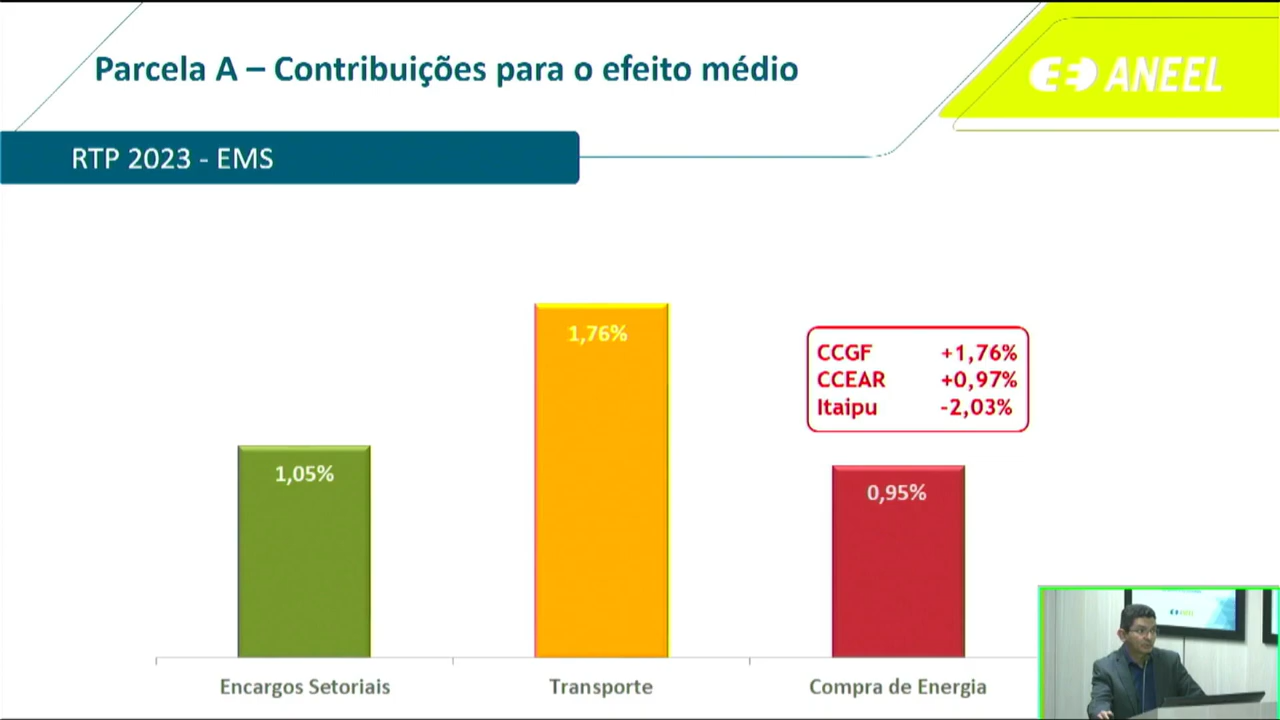 Parcela A – Contribuições para o efeito médio
ANEEL
RTP 2023 - EMS
1,05%
1,76%
0,95%
CCGF +1,76%
CCEAR +0,97%
Itaipu -2,03%
Encargos Setoriais
Transporte
Compra de Energia
ANEEL